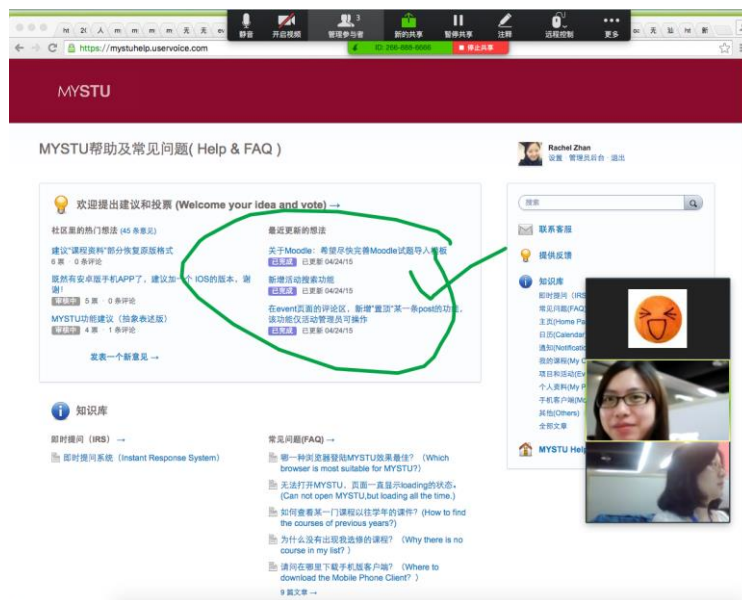 静音
开启视频
3
管理参与者
新的共享
暂停共享
注释
远程控制
更多
https://mystuhelp.uservoice.com
ID: 266-888-6666
停止共享
MYSTU
MYSTU帮助及常见问题( Help & FAQ )
Rachel Zhan
设置 管理员后台 退出
欢迎提出建议和投票 (Welcome your idea and vote) →
社区里的热门想法 (45 条意见)
建议“课程资料”部分恢复原版格式
6 票 · 0 条评论
既然有安卓版手机APP了，建议加一个 IOS的版本，谢
谢！
审核中 5 票 · 0 条评论
MYSTU功能建议（抽象表述版）
审核中 4 票 · 1 条评论
发表一个新意见 →
最近更新的想法
关于Moodle：希望尽快完善Moodle试题导入模板
已完成 已更新 04/24/15
新增活动搜索功能
已完成 已更新 04/24/15
在event页面的评论区，新增"置顶"某一条post的功能，
该功能仅活动管理员可操作
已完成 已更新 04/24/15
搜索
联系客服
提供反馈
知识库
即时提问（IRS
常见问题(FAQ)
主页(Home Pa
日历(Calendar
通知(Notificatio
我的课程(My C
项目和活动(Ev
个人资料(My P
手机客户端(Mo
其他(Others)
全部文章
MYSTU Help
知识库
即时提问（IRS） →
即时提问系统（Instant Response System）
常见问题(FAQ) →
哪一种浏览器登陆MYSTU效果最佳？（Which
browser is most suitable for MYSTU?）
无法打开MYSTU，页面一直显示loading的状态。
(Can not open MYSTU,but loading all the time.)
如何查看某一门课程以往学年的课件？(How to find
the courses of previous years?)
为什么没有出现我选修的课程？（Why there is no
course in my list? ）
请问在哪里下载手机版客户端？（Where to
download the Mobile Phone Client? ）
9 篇文章 →